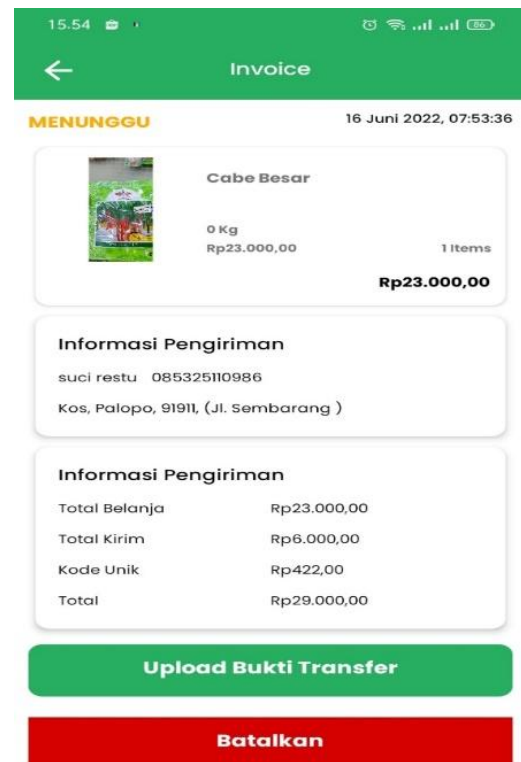 15.54 86
Invoice
MENUNGGU 16 Juni 2022, 07:53:36
Cabe Besar
0 Kg
Rp23.000,00 1 Items
Rp23.000,00
Informasi Pengiriman
suci restu 085325110986
Kos, Palopo, 91911, (Jl. Sembarang )
Informasi Pengiriman
Total Belanja Rp23.000,00
Total Kirim Rp6.000,00
Kode Unik Rp422,00
Total Rp29.000,00
Upload Bukti Transfer
Batalkan